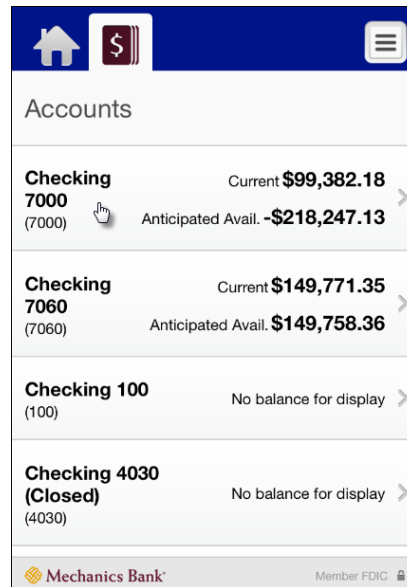 $
Accounts
Checking
7000
(7000)
Current $99,382.18
Anticipated Avail. -$218,247.13
Checking
7060
(7060)
Current $149,771.35
Anticipated Avail. $149,758.36
Checking 100
(100)
No balance for display
Checking 4030
(Closed)
(4030)
No balance for display
Mechanics Bank Member FDIC